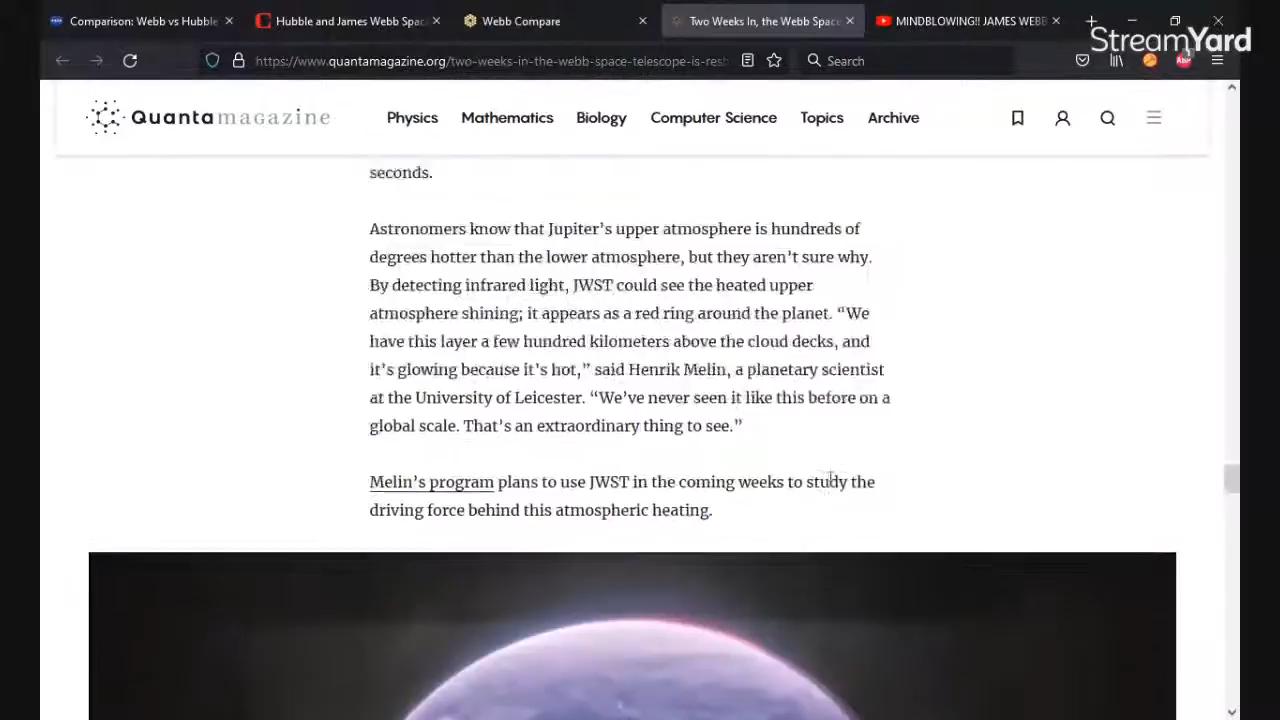 Comparison: Webb vs Hubble
Hubble and James Webb Spac
Webb Compare
Two Weeks In, the Webb Space
MINDBLOWING!! JAMES WEBB
StreamYard
https://www.quantamagazine.org/two-weeks-in-the-webb-space-telescope-is-resh
Search
Quantamagazine
Physics
Mathematics
Biology
Computer Science
Topics
Archive
seconds.
Astronomers know that Jupiter’s upper atmosphere is hundreds of
degrees hotter than the lower atmosphere, but they aren’t sure why.
By detecting infrared light, JWST could see the heated upper
atmosphere shining; it appears as a red ring around the planet. “We
have this layer a few hundred kilometers above the cloud decks, and
it’s glowing because it’s hot,” said Henrik Melin, a planetary scientist
at the University of Leicester. “We’ve never seen it like this before on a
global scale. That’s an extraordinary thing to see.”
Melin’s program plans to use JWST in the coming weeks to study the
driving force behind this atmospheric heating.